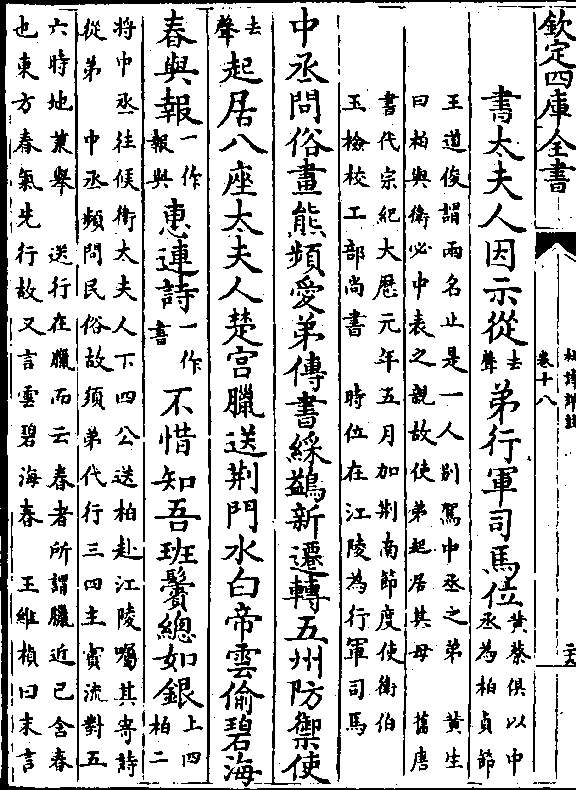 欽定四庫全書
杜詩詳註
卷十八
書太夫人因示從去聲弟行軍司馬位黄蔡俱以中丞為柏貞節
王道俊謂兩名止是一人别駕中丞之弟　黄生
曰柏與衛必中表之親故使弟起居其母　舊唐
書代宗紀大厯元年五月加荆南節度使衛伯
玉檢校工部尚書　時位在江陵為行軍司馬
中丞問俗畫熊頻愛弟傳書綵鷁新遷轉五州防禦使
去聲起居八座太夫人楚宫臘送荆門水白帝雲偷碧海
春與報一作報與惠連詩一作書不惜知吾班鬢總如銀上四柏二
將中丞往候衛太夫人下四公送柏赴江陵囑其寄詩
從弟　中丞頻問民俗故須弟代行三四主賓流對五
六時地兼舉　送行在臘而云春者所謂臘近已含春
也東方春氣先行故又言雲碧海春　王維楨曰末言